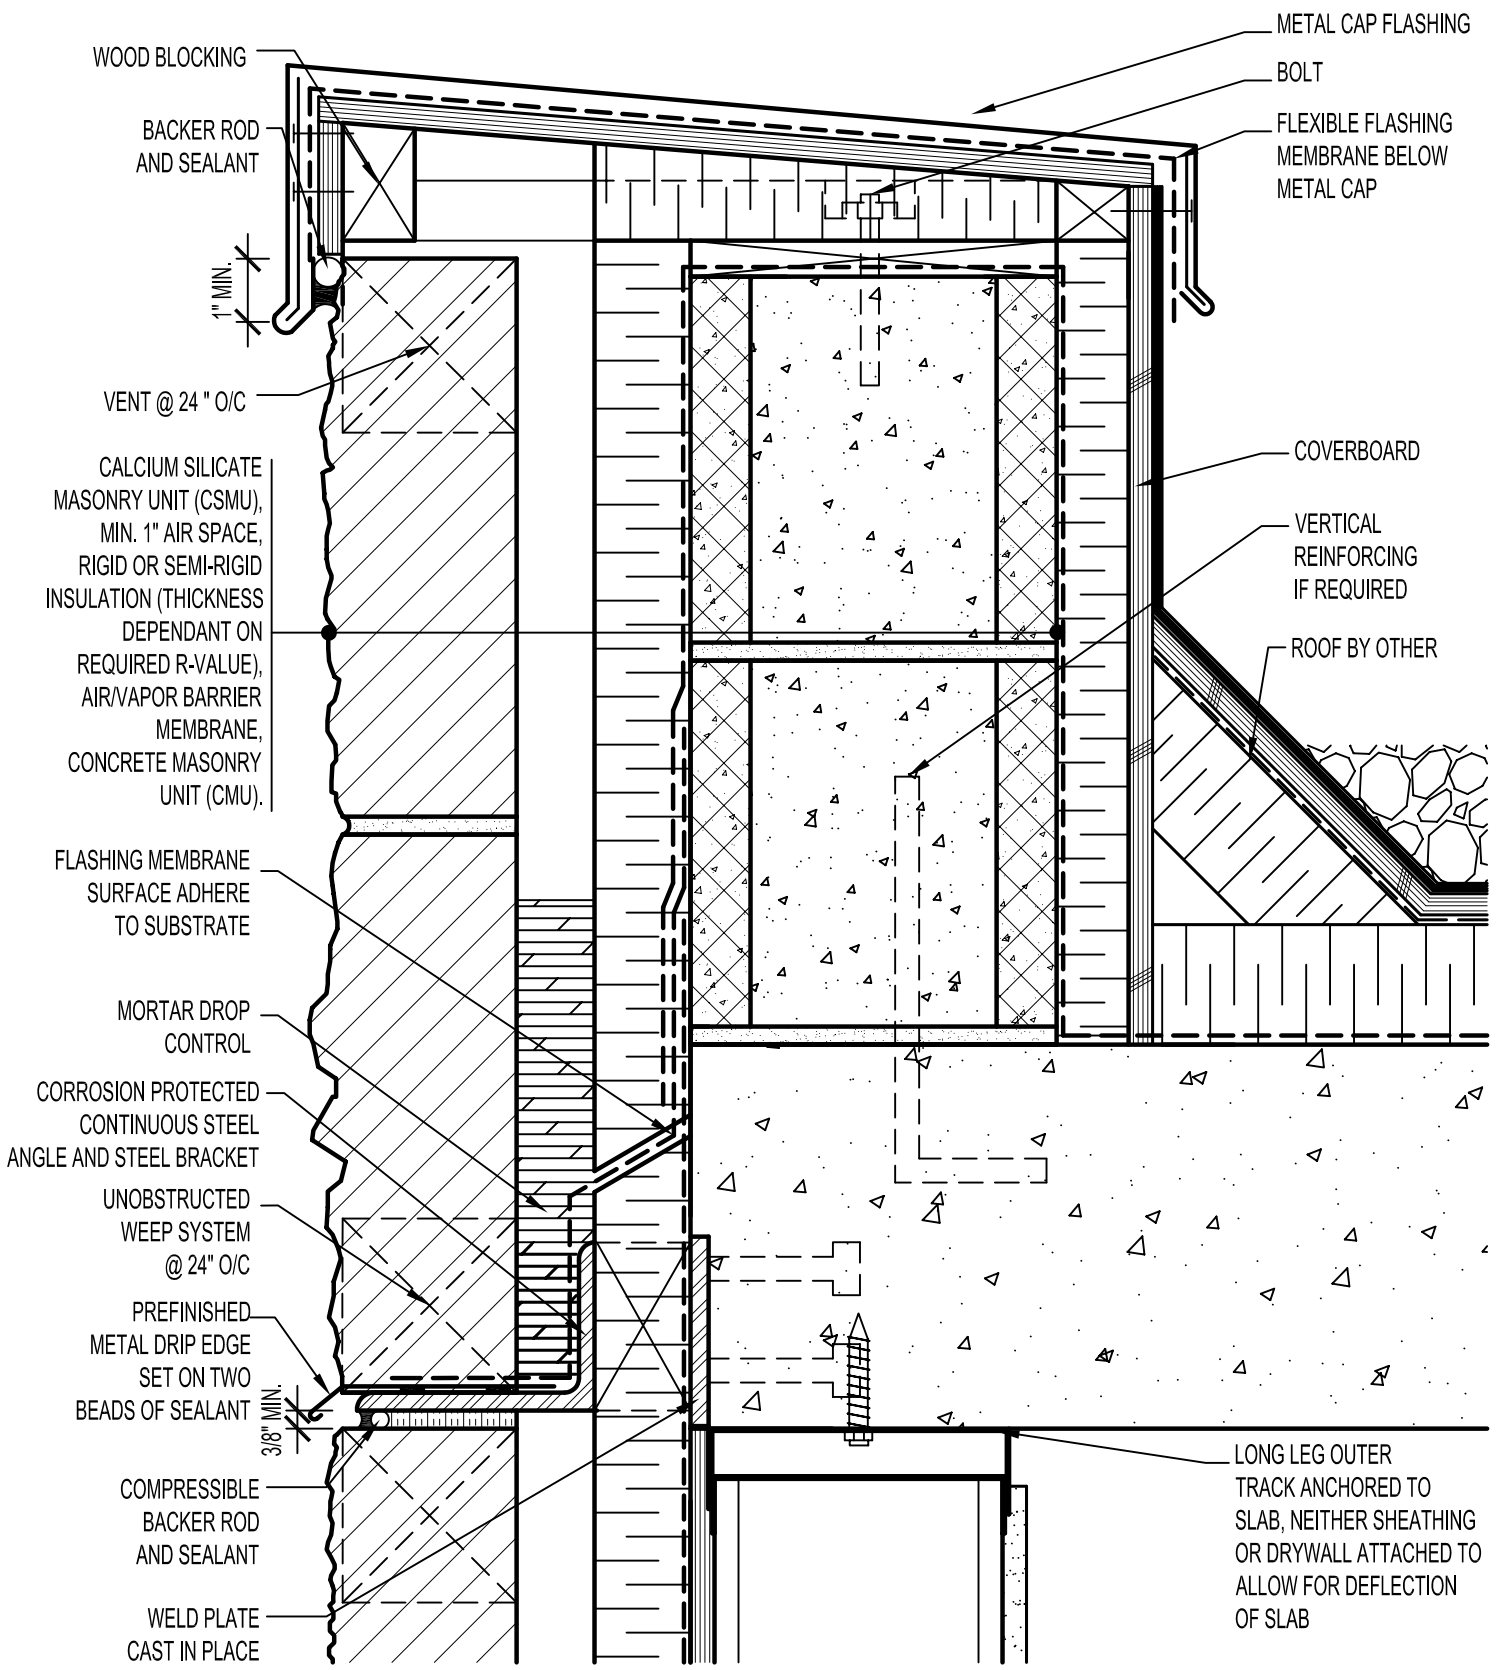 WOOD BLOCKING
BACKER ROD
AND SEALANT
1" MIN.
VENT @ 24 " O/C
CALCIUM SILICATE
MASONRY UNIT (CSMU),
MIN. 1" AIR SPACE,
RIGID OR SEMI-RIGID
INSULATION (THICKNESS
DEPENDANT ON
REQUIRED R-VALUE),
AIR/VAPOR BARRIER
MEMBRANE,
CONCRETE MASONRY
UNIT (CMU).
FLASHING MEMBRANE
SURFACE ADHERE
TO SUBSTRATE
MORTAR DROP
CONTROL
CORROSION PROTECTED
CONTINUOUS STEEL
ANGLE AND STEEL BRACKET
UNOBSTRUCTED
WEEP SYSTEM
@ 24" O/C
PREFINISHED
METAL DRIP EDGE
SET ON TWO
BEADS OF SEALANT
3/8" MIN.
COMPRESSIBLE
BACKER ROD
AND SEALANT
WELD PLATE
CAST IN PLACE
METAL CAP FLASHING
BOLT
FLEXIBLE FLASHING
MEMBRANE BELOW
METAL CAP
COVERBOARD
VERTICAL
REINFORCING
IF REQUIRED
ROOF BY OTHER
LONG LEG OUTER
TRACK ANCHORED TO
SLAB, NEITHER SHEATHING
OR DRYWALL ATTACHED TO
ALLOW FOR DEFLECTION
OF SLAB